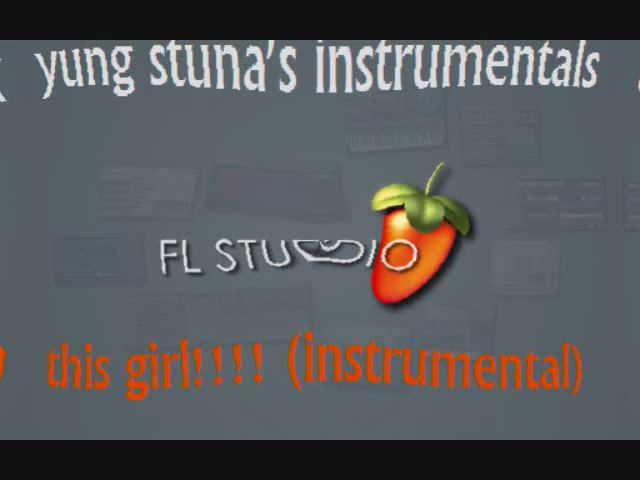 yung stuna's instrumentals
FL STUDIO
this girl!!!! (instrumental)